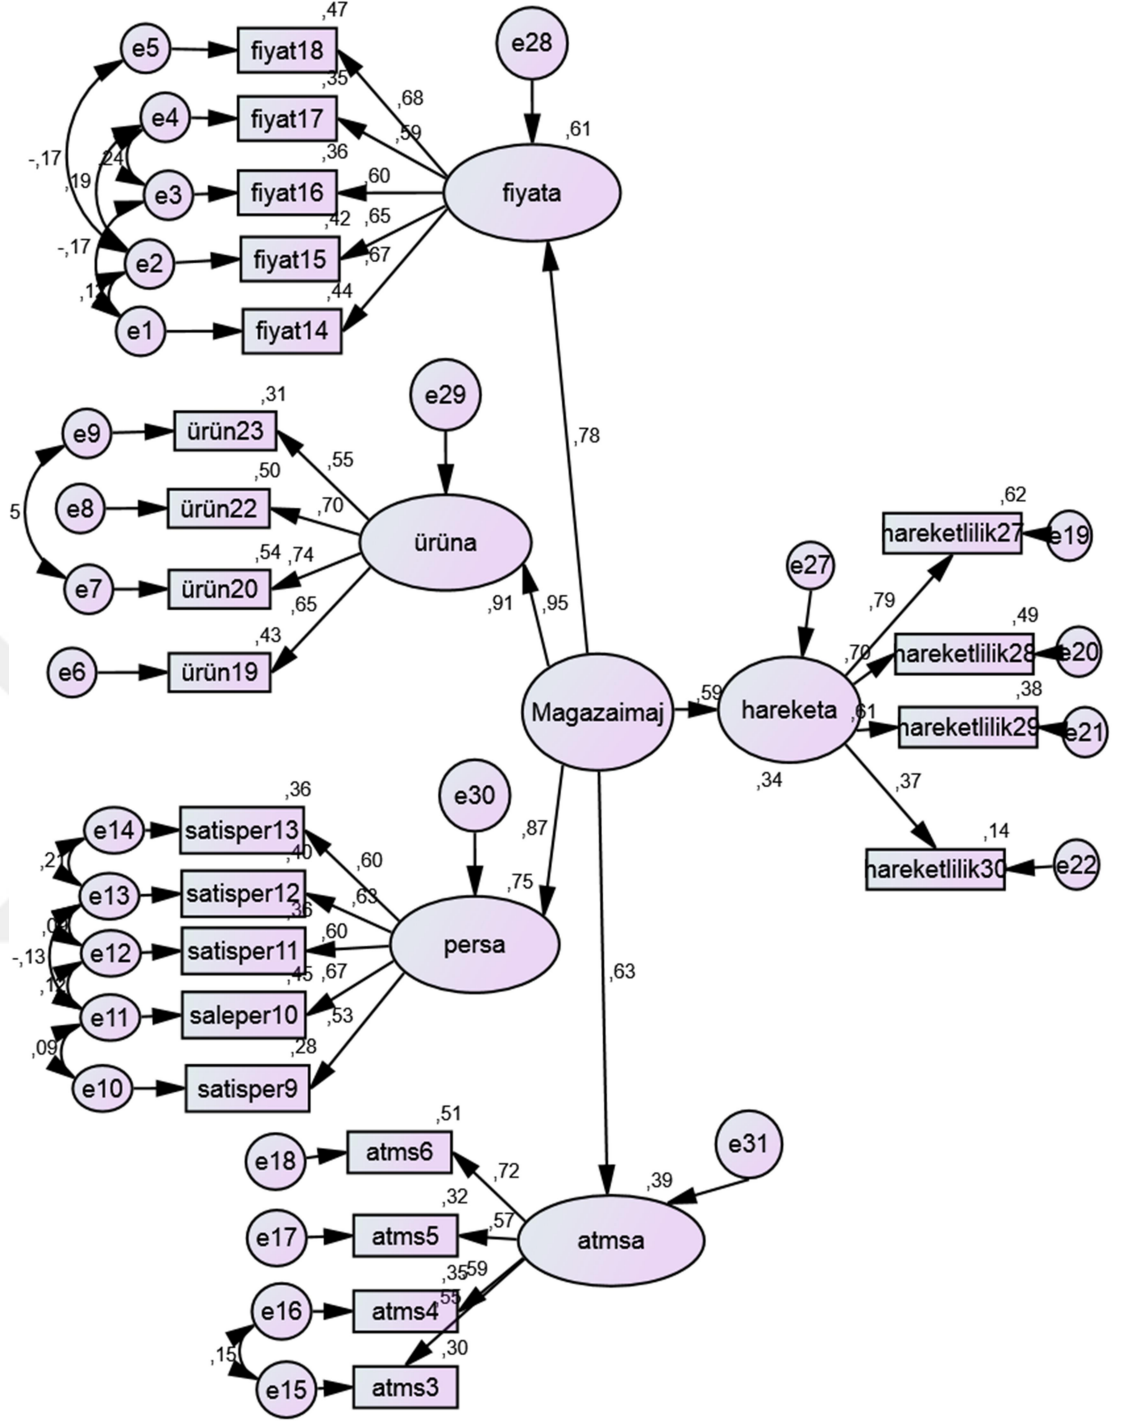 ,47
e5
fiyat18
e28
,35
,68
e4
fiyat17
,59
,61
-,17
,24
,36
,19
e3
fiyat16
,60
fiyata
,42
,65
-,17
e2
fiyat15
,67
,44
e1
fiyat14
,31
e29
e9
ürün23
,55
,78
,50
5
e8
ürün22
,70
ürüna
,54
,74
e7
ürün20
,65
,91
,95
,43
e6
ürün19
,62
hareketlilik27
e19
e27
,79
,49
,70
hareketlilik28
e20
,38
Magazaimaj
,59
hareketa
,61
hareketlilik29
e21
,34
,37
,14
hareketlilik30
e22
,36
e30
e14
satisper13
,87
,40
,60
,21
e13
satisper12
,63
,75
,36
,60
e12
satisper11
persa
-,13
,45
,67
,12
e11
saleper10
,53
,63
,09
,28
e10
satisper9
,51
e18
atms6
,72
e31
,39
,32
e17
atms5
,57
atmsa
,35
,59
e16
atms4
,55
,15
,30
e15
atms3